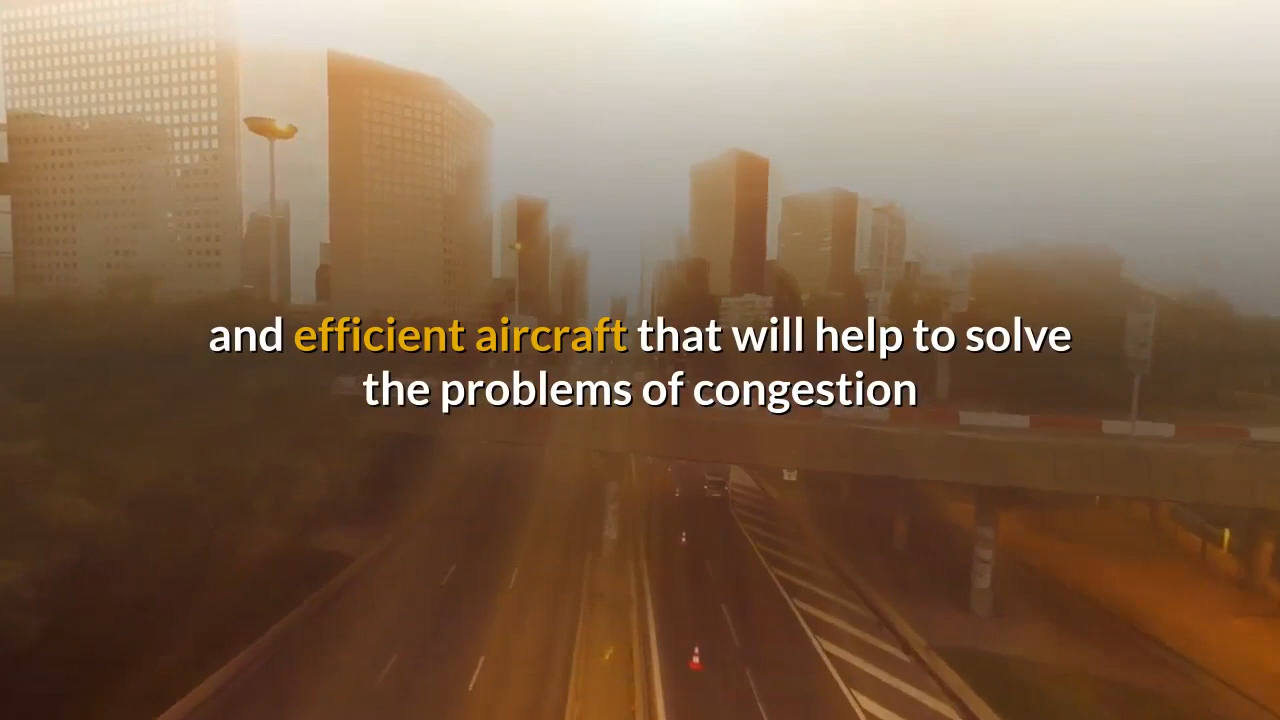 and efficient aircraft that will help to solve
the problems of congestion